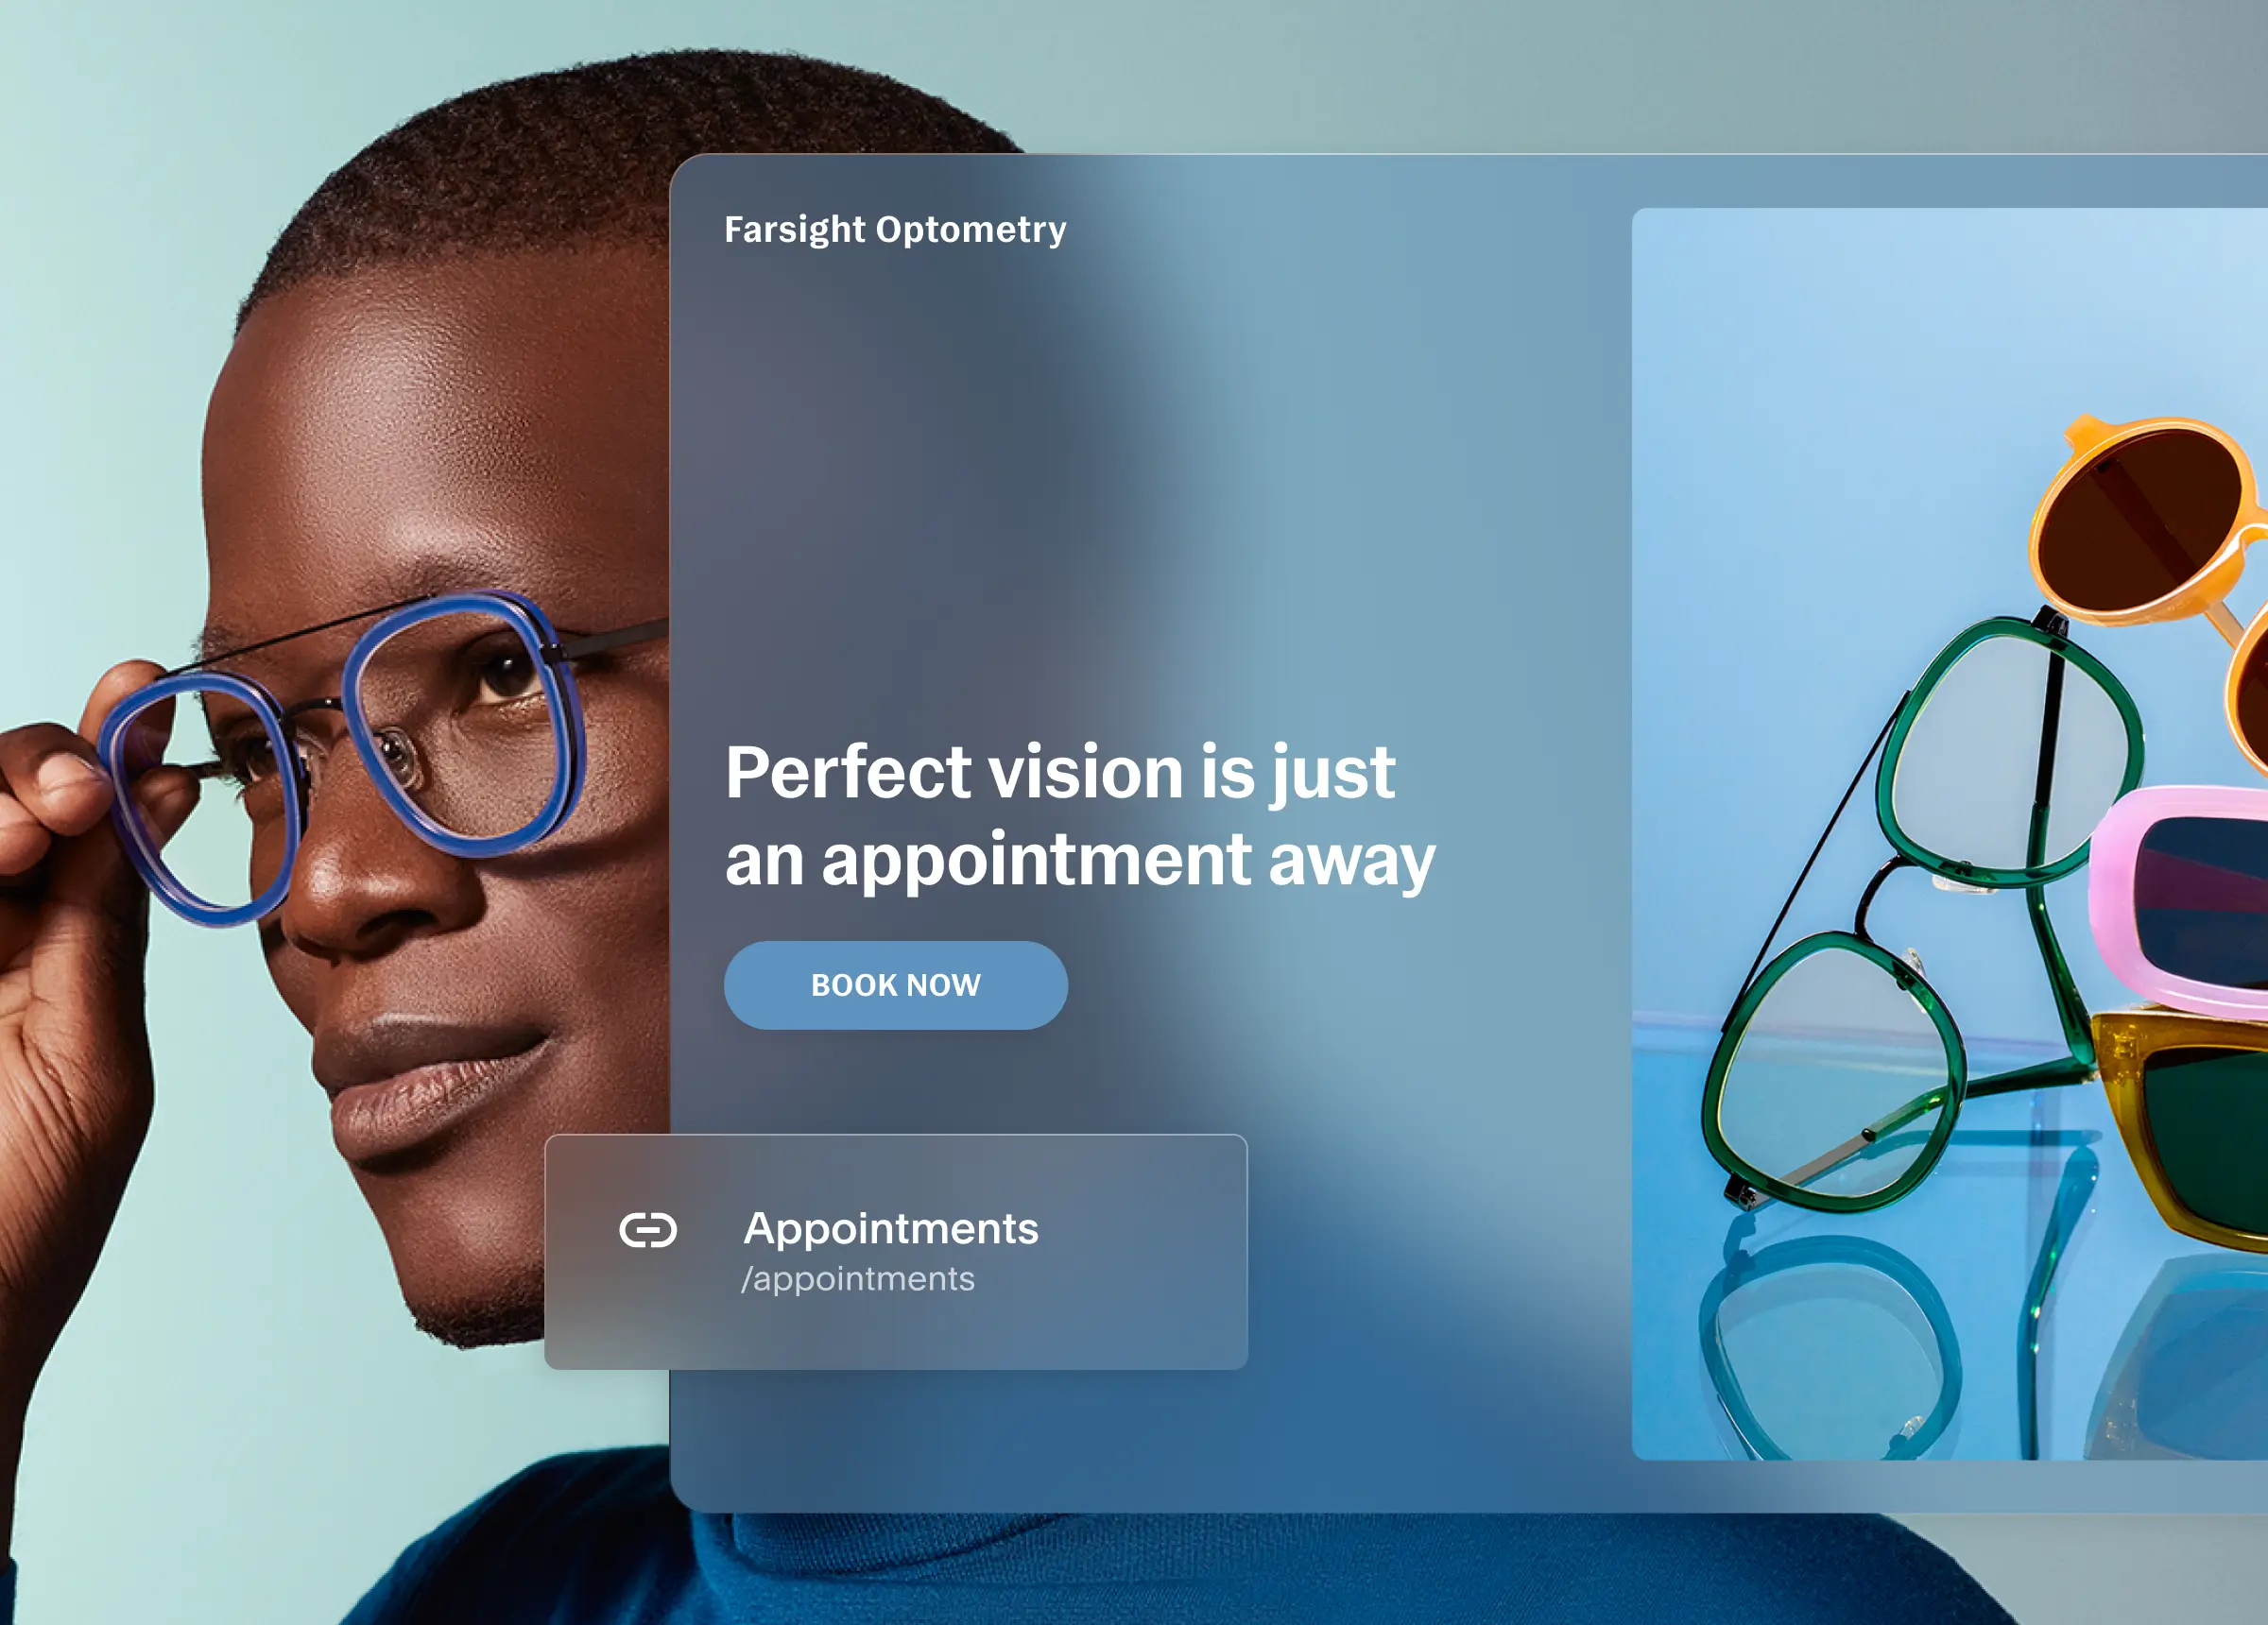 Farsight Optometry
Perfect vision is just
an appointment away
BOOK NOW
Appointments
/appointments